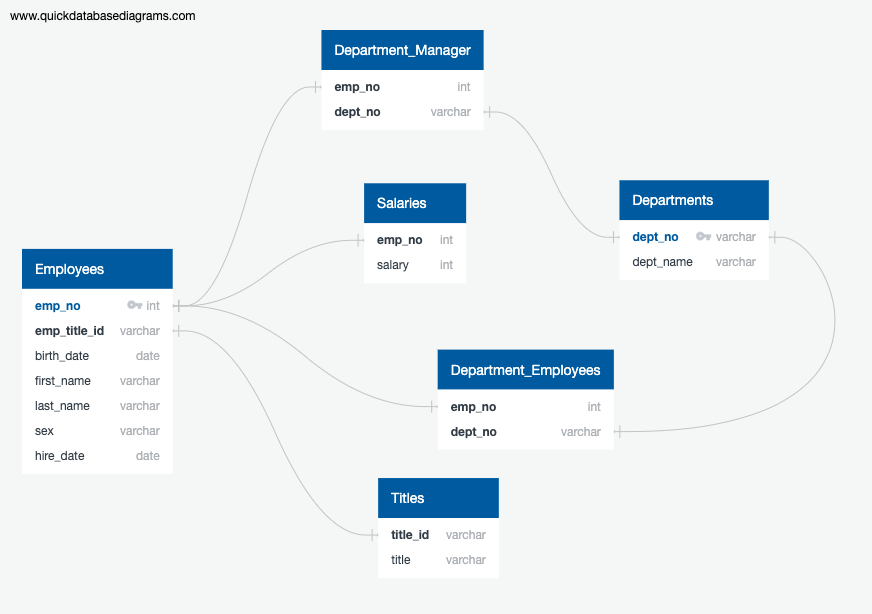 www.quickdatabasediagrams.com
Department_Manager
emp_no int
dept_no varchar
Salaries
emp_no int
salary int
Departments
dept_no varchar
dept_name varchar
Employees
emp_no int
emp_title_id varchar
birth_date date
first_name varchar
last_name varchar
sex varchar
hire_date date
Department_Employees
emp_no int
dept_no varchar
Titles
title_id varchar
title varchar